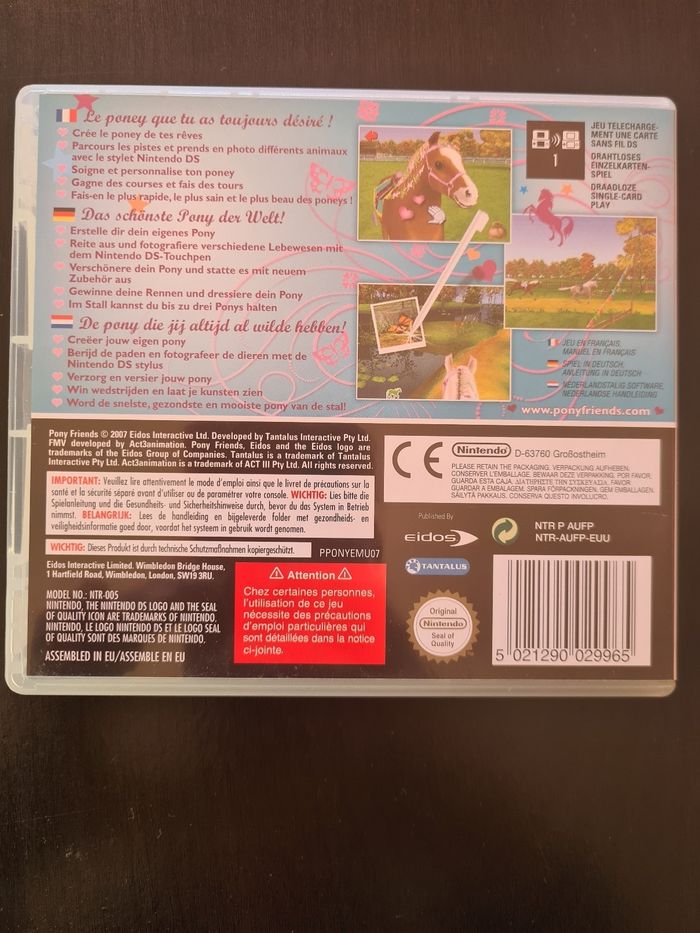 Le poney que tu as toujours désiré !
Crée le poney de tes rêves
Parcours les pistes et prends en photo différents animaux
avec le stylet Nintendo DS
Soigne et personnalise ton poney
Gagne des courses et fais des tours
Fais-en le plus rapide, le plus sain et le plus beau des poneys !
Das schönste Pony der Welt!
Erstelle dir dein eigenes Pony
Reite aus und fotografiere verschiedene Lebewesen mit
dem Nintendo DS-Touchpen
Verschönere dein Pony und statte es mit neuem
Zubehör aus
Gewinne deine Rennen und dressiere dein Pony
Im Stall kannst du bis zu drei Ponys halten
De pony die jij altijd al wilde hebben!
Creëer jouw eigen pony
Berijd de paden en fotografeer de dieren met de
Nintendo DS stylus
Verzorg en versier jouw pony
Win wedstrijden en laat je kunsten zien
Word de snelste, gezondste en mooiste pony van de stal!
1
JEU TELECHARGE-
MENT UNE CARTE
SANS FIL DS
DRAHTLOSES
EINZELKARTEN-
SPIEL
DRAADLOZE
SINGLE-CARD
PLAY
JEU EN FRANÇAIS,
MANUEL EN FRANÇAIS
SPIEL IN DEUTSCH,
ANLEITUNG IN DEUTSCH
NEDERLANDSTALIG SOFTWARE,
NEDERLANDSE HANDLEIDING
www.ponyfriends.com
Pony Friends © 2007 Eidos Interactive Ltd. Developed by Tantalus Interactive Pty Ltd.
FMV developed by Act3animation. Pony Friends, Eidos and the Eidos logo are
trademarks of the Eidos Group of Companies. Tantalus is a trademark of Tantalus
Interactive Pty Ltd. Act3animation is a trademark of ACT III Pty Ltd. All rights reserved.
IMPORTANT: Veuillez lire attentivement le mode d'emploi ainsi que le livret de précautions sur la
santé et la sécurité séparé avant d'utiliser ou de paramétrer votre console. WICHTIG: Lies bitte die
Spielanleitung und die Gesundheits- und Sicherheitshinweise durch, bevor du das System in Betrieb
nimmst. BELANGRIJK: Lees de handleiding en bijgeleverde folder met gezondheids- en
veiligheidsinformatie goed door, voordat het systeem in gebruik wordt genomen.
WICHTIG: Dieses Produkt ist durch technische Schutzmaßnahmen kopiergeschützt.
PPONYEMU07
Eidos Interactive Limited. Wimbledon Bridge House,
1 Hartfield Road, Wimbledon, London, SW19 3RU.
MODEL NO.: NTR-005
NINTENDO, THE NINTENDO DS LOGO AND THE SEAL
OF QUALITY ICON ARE TRADEMARKS OF NINTENDO.
NINTENDO, LE LOGO NINTENDO DS ET LE LOGO SEAL
OF QUALITY SONT DES MARQUES DE NINTENDO.
ASSEMBLED IN EU/ASSEMBLE EN EU
Attention
Chez certaines personnes,
l'utilisation de ce jeu
nécessite des précautions
d'emploi particulières qui
sont détaillées dans la notice
ci-jointe.
CE
Nintendo D-63760 Großostheim
PLEASE RETAIN THE PACKAGING. VERPACKUNG AUFHEBEN.
CONSERVER L'EMBALLAGE. BEWAAR DEZE VERPAKKING. POR FAVOR,
GUARDA ESTA CAJA. ΔΙΑΤΗΡΗΣΤΕ ΤΗΝ ΣΥΣΚΕΥΑΣΙΑ. BEVAR DENNE ÆSKE.
GUARDAR A EMBALAGEM. SPARA FÖRPACKNINGEN. GEM EMBALLAGEN.
SÄILYTÄ PAKKAUS. CONSERVA QUESTO INVOLUCRO.
Published By
eidos
TANTALUS
NTR P AUFP
NTR-AUFP-EUU
Original
Nintendo
Seal of
Quality
5 021290 029965